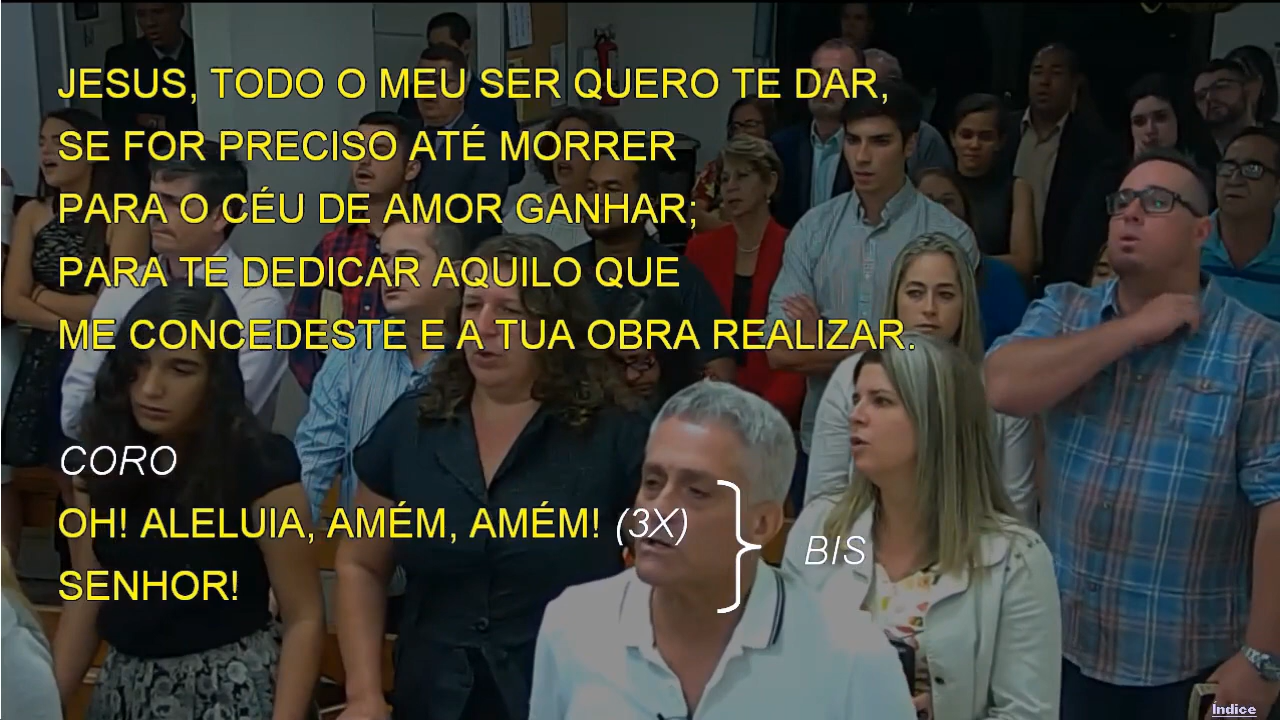 JESUS, TODO O MEU SER QUERO TE DAR,
SE FOR PRECISO ATÉ MORRER
PARA O CÉU DE AMOR GANHAR;
PARA TE DEDICAR AQUILO QUE
ME CONCEDESTE E A TUA OBRA REALIZAR.
CORO
OH! ALELUIA, AMÉM, AMÉM! (3X)
SENHOR!
BIS
Índice